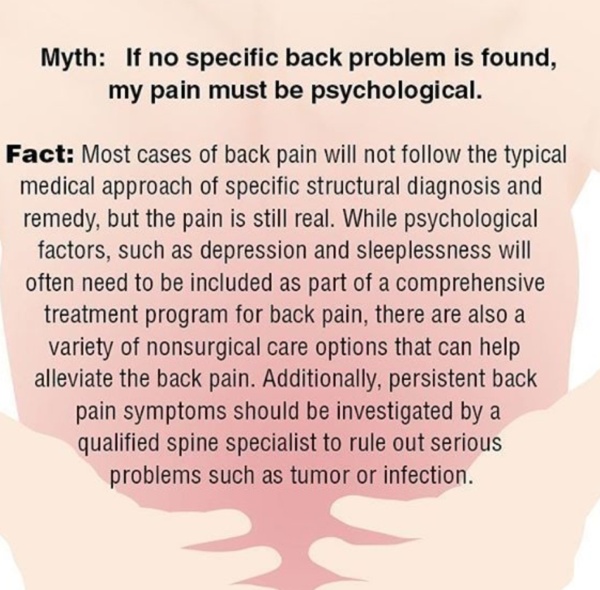 Myth: If no specific back problem is found,
my pain must be psychological.
Fact: Most cases of back pain will not follow the typical
medical approach of specific structural diagnosis and
remedy, but the pain is still real. While psychological
factors, such as depression and sleeplessness will
often need to be included as part of a comprehensive
treatment program for back pain, there are also a
variety of nonsurgical care options that can help
alleviate the back pain. Additionally, persistent back
pain symptoms should be investigated by a
qualified spine specialist to rule out serious
problems such as tumor or infection.